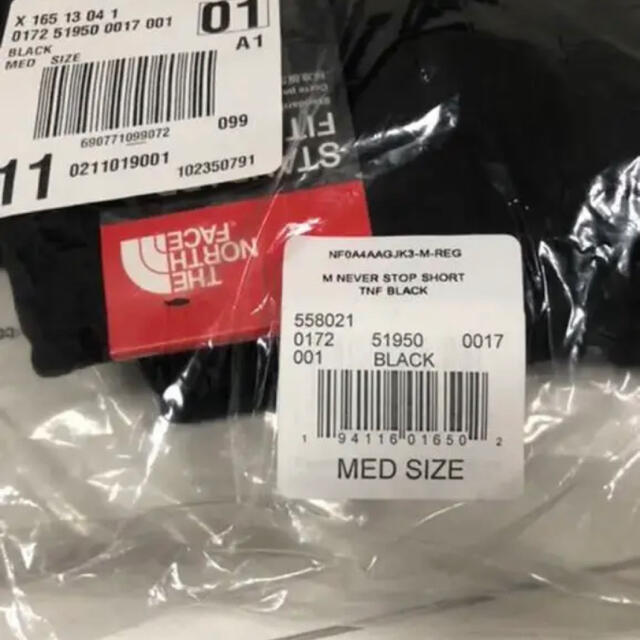 X 165 13 04 1
0172 51950 0017 001
BLACK
MED SIZE
01
A1
690771099072
099
11 0211019001
102350791
STANDARD
FIT
THE
NORTH
FACE
NF0A4AAGJK3-M-REG
M NEVER STOP SHORT
TNF BLACK
558021
0172 51950 0017
001 BLACK
1 94116 01650 2
MED SIZE